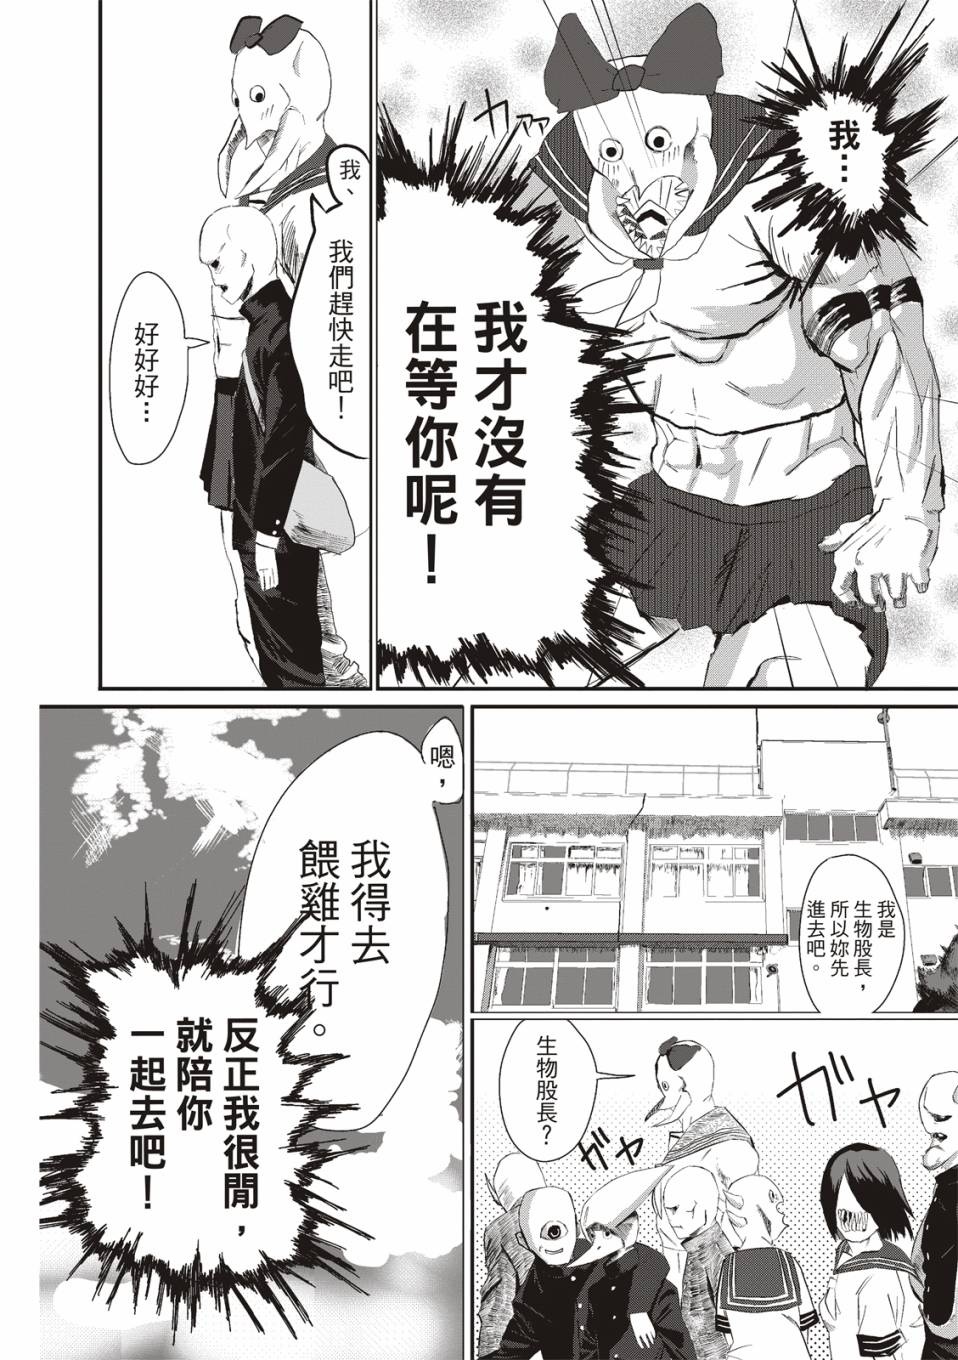 我…
我才沒有
在等你呢！
ガァァ
我、
我們趕快走吧！
好好好…
我是
生物股長，
所以妳先
進去吧。
生物股長？
ガヤ
ガヤ
嗯，
我得去
餵雞才行。
反正我很閒，
就陪你
一起去吧！